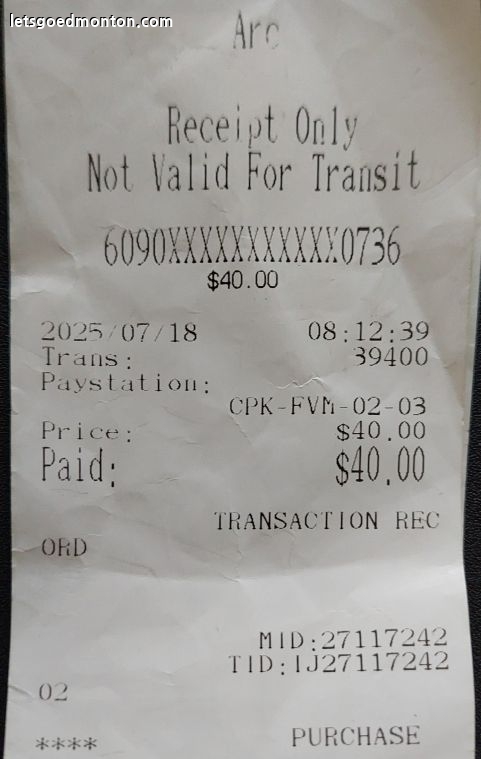 letsgoedmonton.com
Arc
Receipt Only
Not Valid For Transit
6090XXXXXXXXXXX0736
$40.00
2025/07/18 08:12:39
Trans: 39400
Paystation:
CPK-FVM-02-03
Price: $40.00
Paid: $40.00
TRANSACTION REC
ORD
MID:27117242
TID:IJ27117242
02
**** PURCHASE